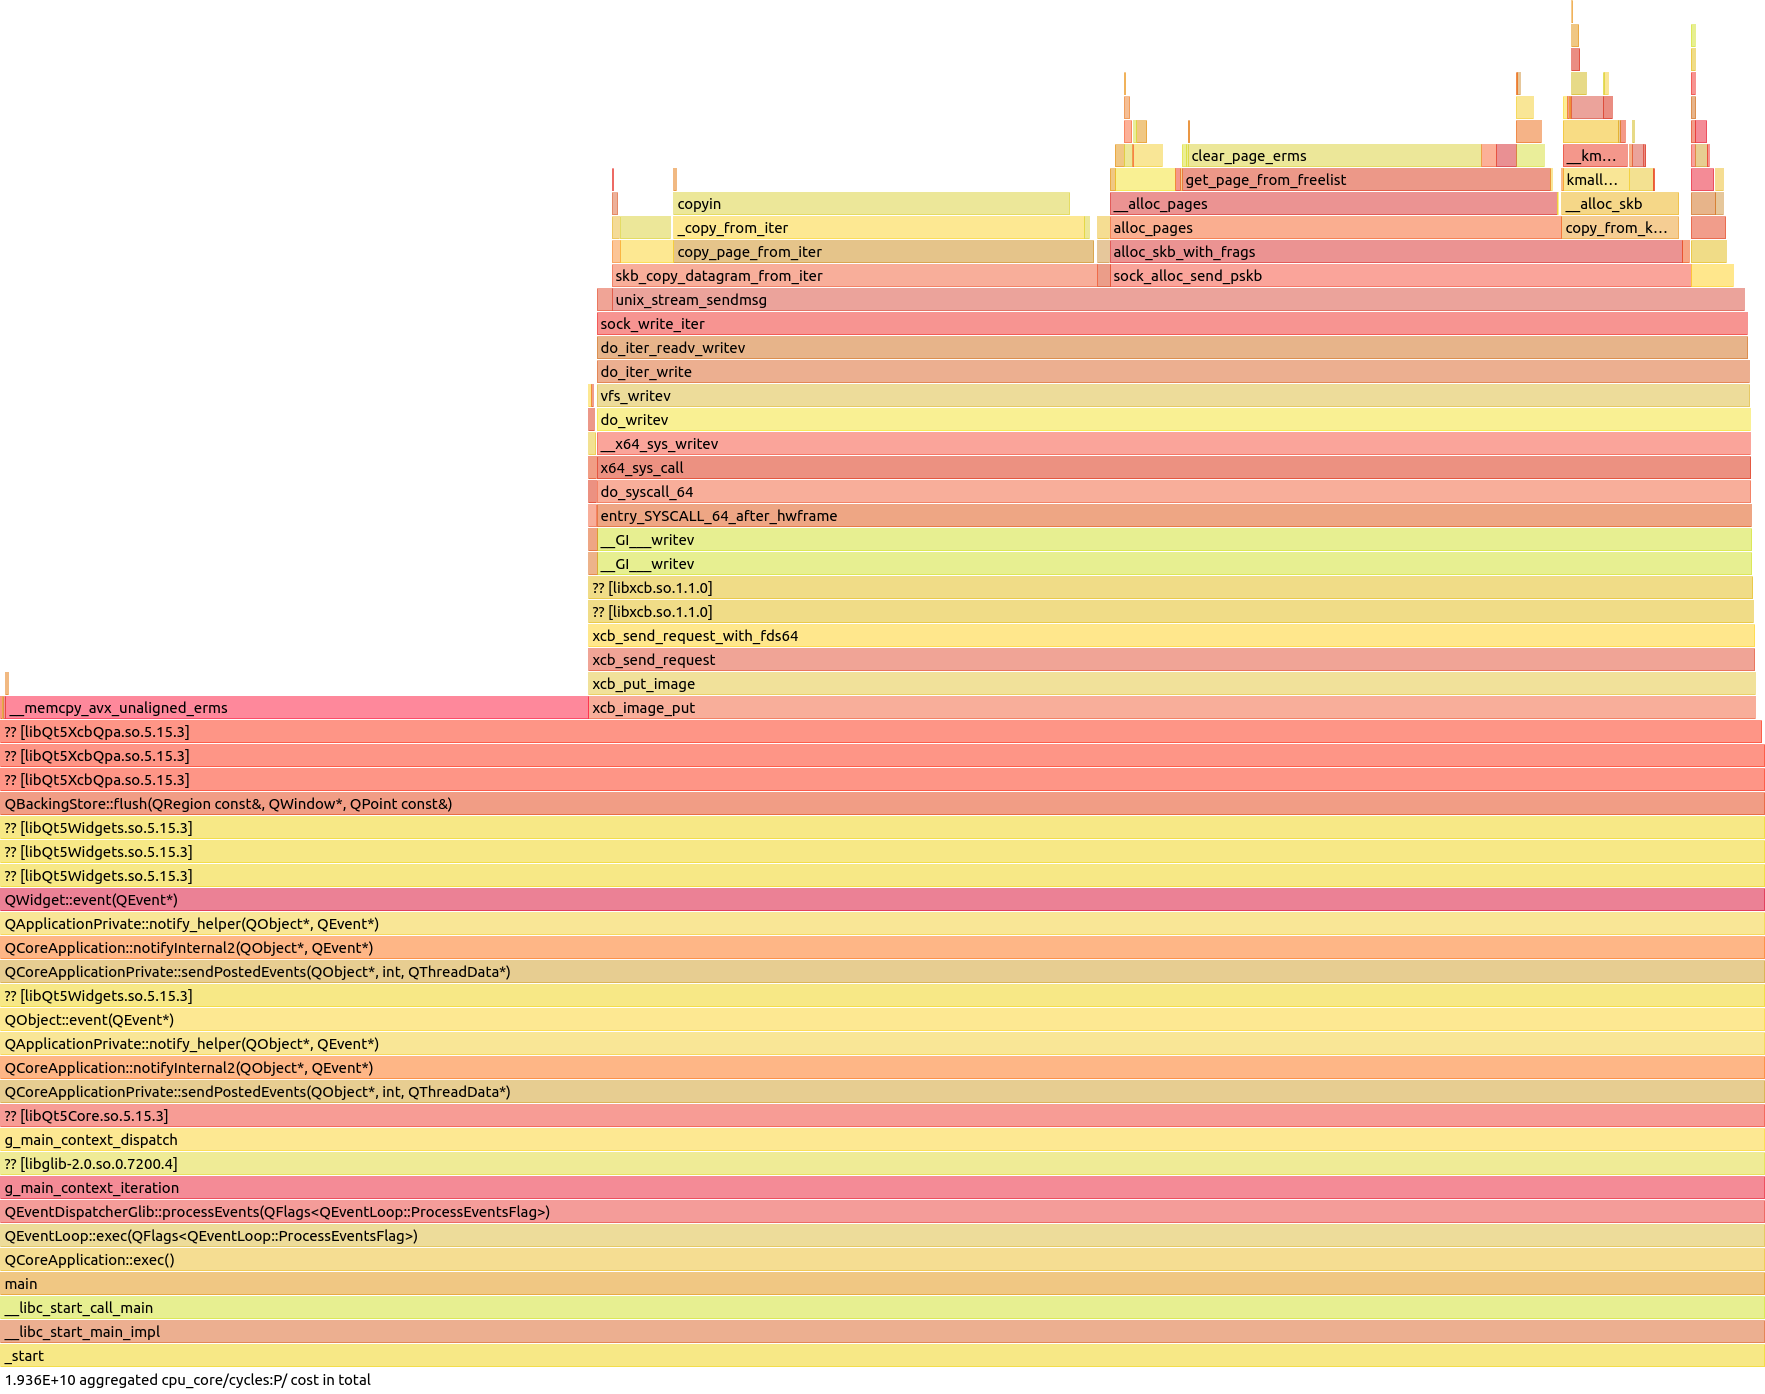 clear_page_erms __km...
get_page_from_freelist kmall...
copyin __alloc_pages __alloc_skb
_copy_from_iter alloc_pages copy_from_k...
copy_page_from_iter alloc_skb_with_frags
skb_copy_datagram_from_iter sock_alloc_send_pskb
unix_stream_sendmsg
sock_write_iter
do_iter_readv_writev
do_iter_write
vfs_writev
do_writev
__x64_sys_writev
x64_sys_call
do_syscall_64
entry_SYSCALL_64_after_hwframe
__GI___writev
__GI___writev
?? [libxcb.so.1.1.0]
?? [libxcb.so.1.1.0]
xcb_send_request_with_fds64
xcb_send_request
xcb_put_image
__memcpy_avx_unaligned_erms xcb_image_put
?? [libQt5XcbQpa.so.5.15.3]
?? [libQt5XcbQpa.so.5.15.3]
?? [libQt5XcbQpa.so.5.15.3]
QBackingStore::flush(QRegion const&, QWindow*, QPoint const&)
?? [libQt5Widgets.so.5.15.3]
?? [libQt5Widgets.so.5.15.3]
?? [libQt5Widgets.so.5.15.3]
QWidget::event(QEvent*)
QApplicationPrivate::notify_helper(QObject*, QEvent*)
QCoreApplication::notifyInternal2(QObject*, QEvent*)
QCoreApplicationPrivate::sendPostedEvents(QObject*, int, QThreadData*)
?? [libQt5Widgets.so.5.15.3]
QObject::event(QEvent*)
QApplicationPrivate::notify_helper(QObject*, QEvent*)
QCoreApplication::notifyInternal2(QObject*, QEvent*)
QCoreApplicationPrivate::sendPostedEvents(QObject*, int, QThreadData*)
?? [libQt5Core.so.5.15.3]
g_main_context_dispatch
?? [libglib-2.0.so.0.7200.4]
g_main_context_iteration
QEventDispatcherGlib::processEvents(QFlags<QEventLoop::ProcessEventsFlag>)
QEventLoop::exec(QFlags<QEventLoop::ProcessEventsFlag>)
QCoreApplication::exec()
main
__libc_start_call_main
__libc_start_main_impl
_start
1.936E+10 aggregated cpu_core/cycles:P/ cost in total